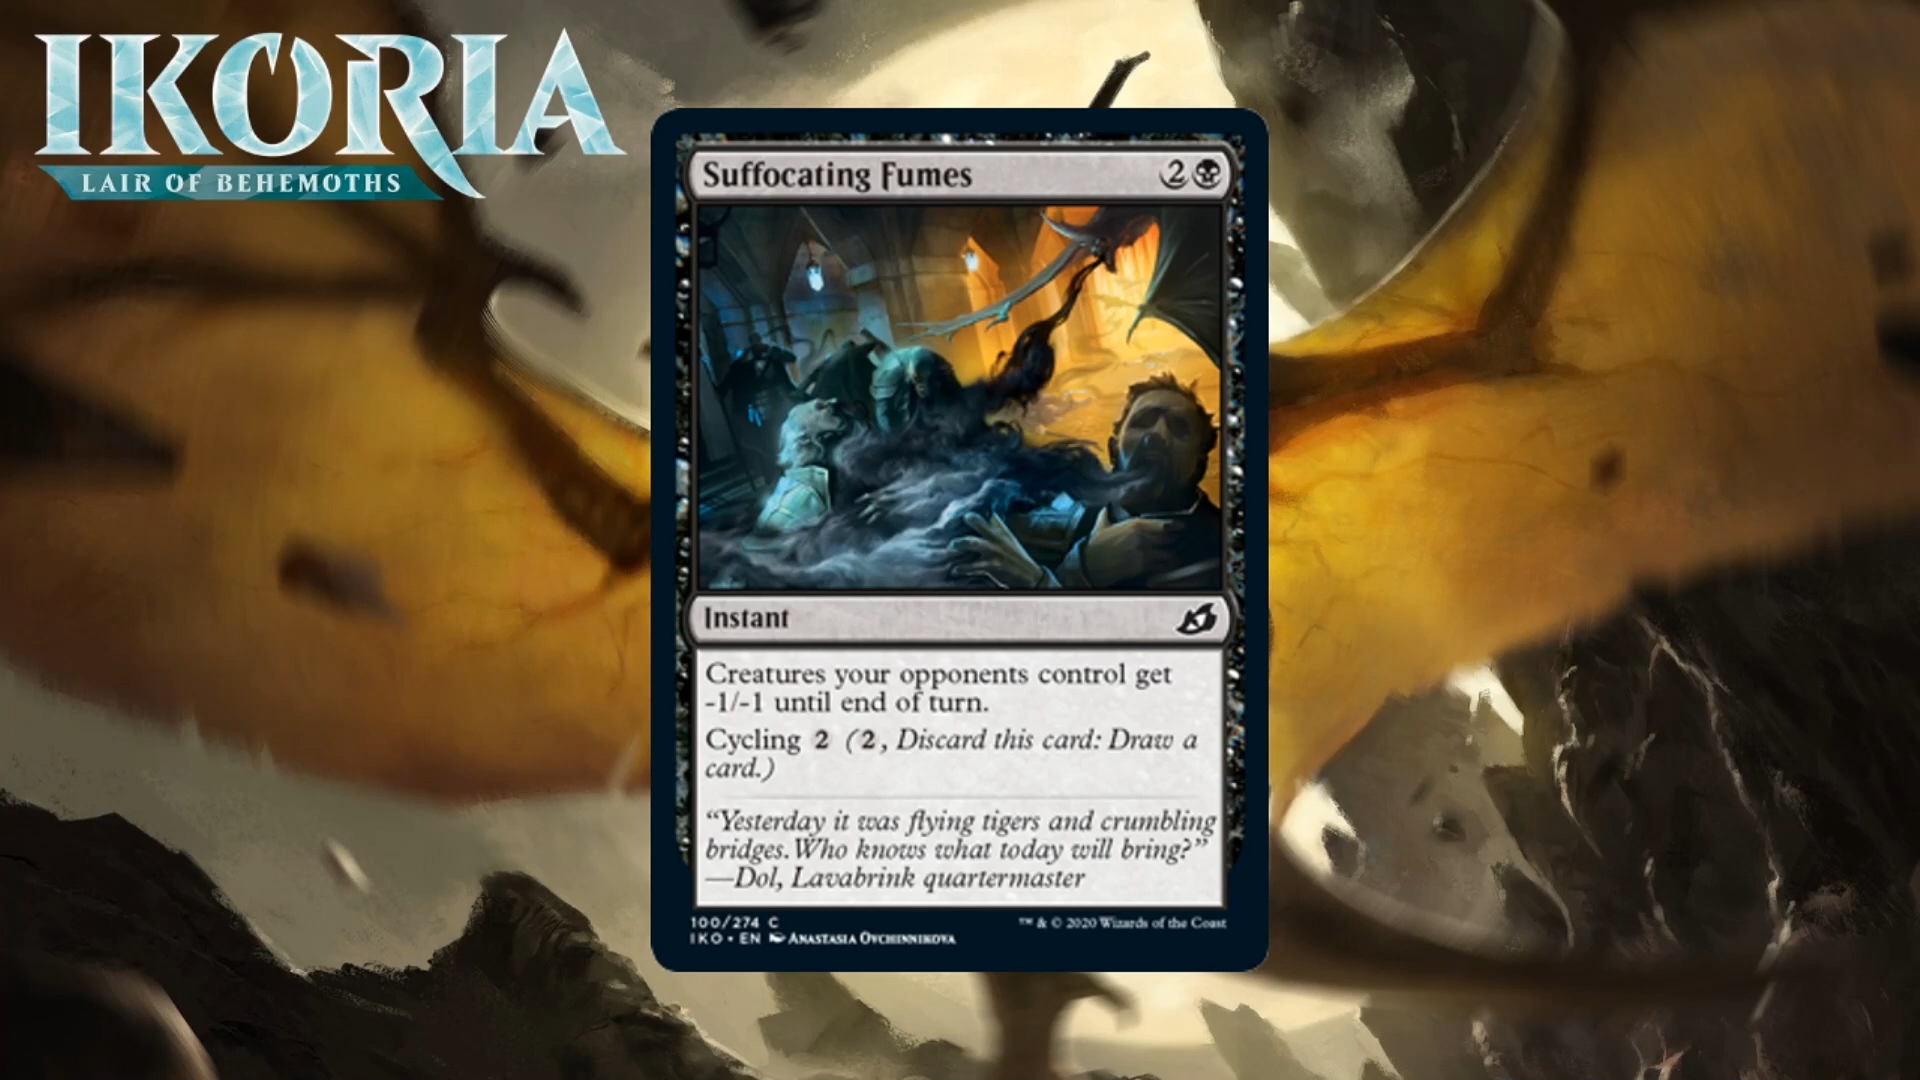 IKORIA
LAIR OF BEHEMOTHS
Suffocating Fumes 2
Instant
Creatures your opponents control get
-1/-1 until end of turn.
Cycling 2 (2, Discard this card: Draw a
card.)
“Yesterday it was flying tigers and crumbling
bridges. Who knows what today will bring?”
—Dol, Lavabrink quartermaster
100/274 C
™ & © 2020 Wizards of the Coast
IKO • EN Anastasia Ovchinnikova